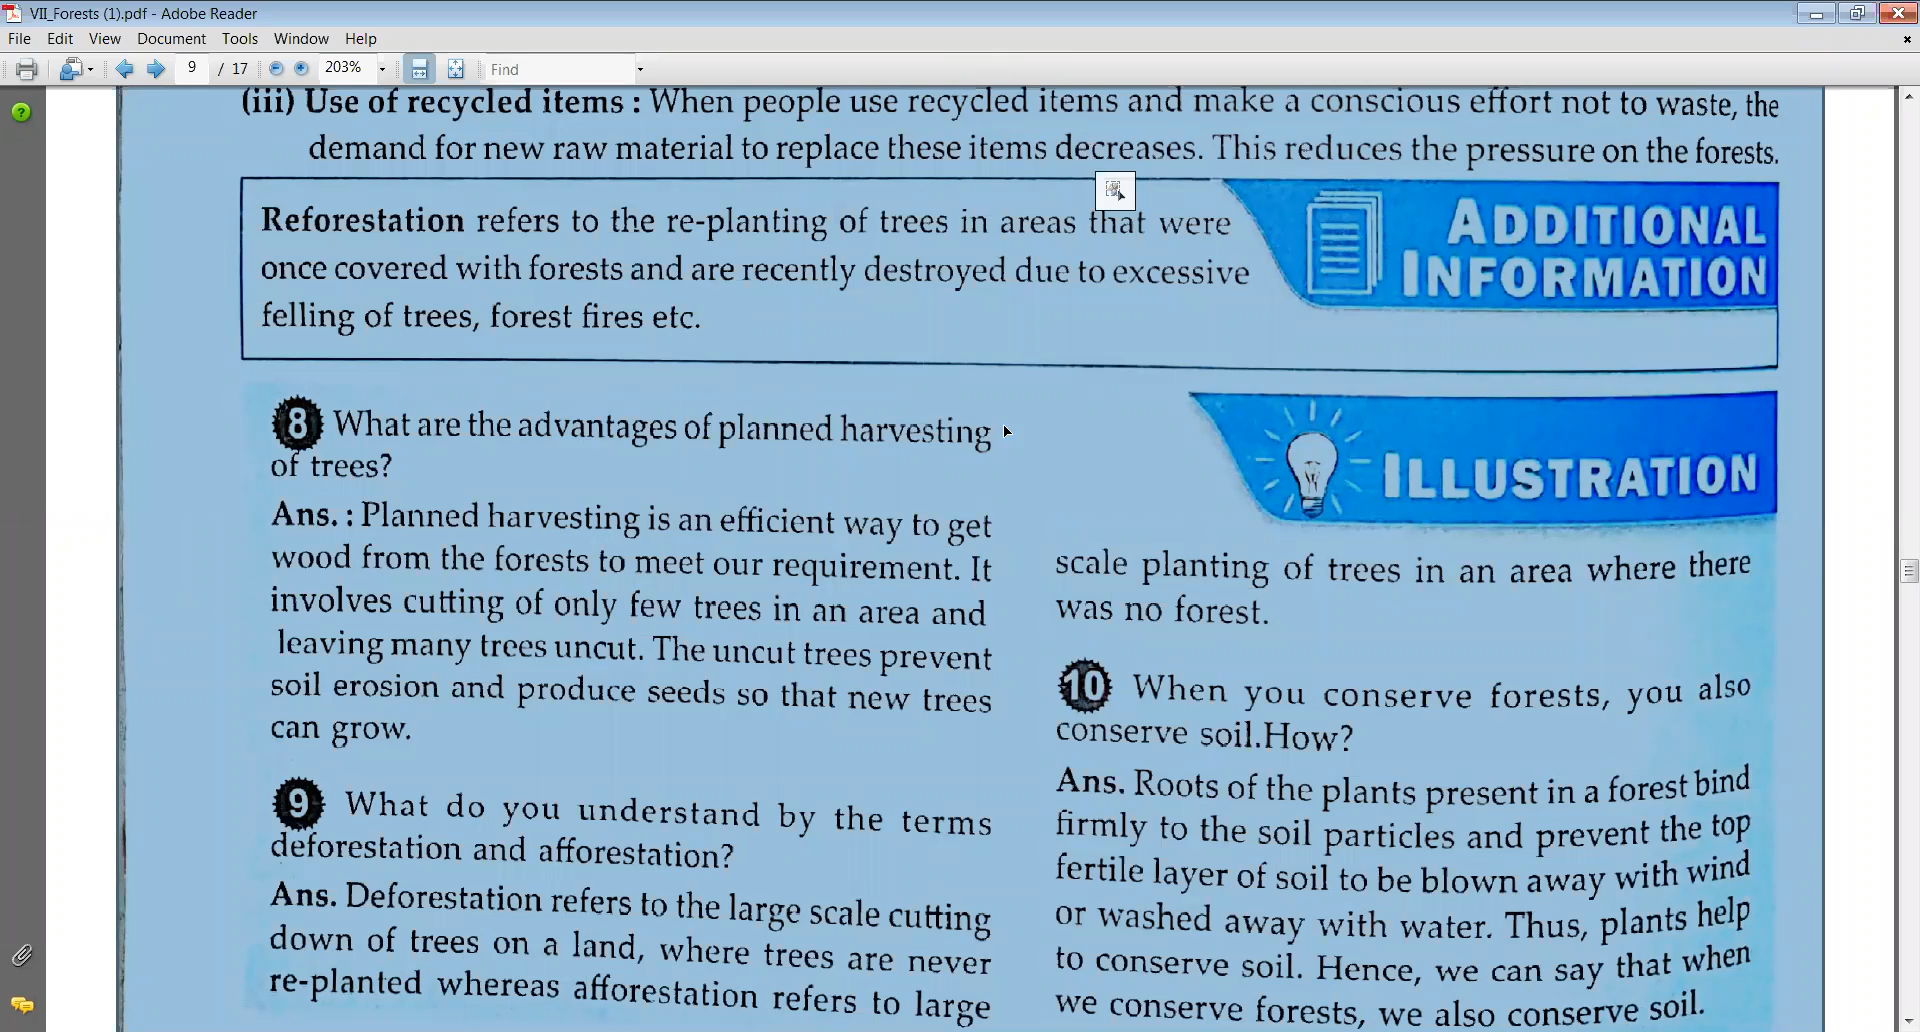 VII_Forests (1).pdf - Adobe Reader
File Edit View Document Tools Window Help
9 / 17 203% Find
(iii) Use of recycled items : When people use recycled items and make a conscious effort not to waste, the
demand for new raw material to replace these items decreases. This reduces the pressure on the forests.
Reforestation refers to the re-planting of trees in areas that were
once covered with forests and are recently destroyed due to excessive
felling of trees, forest fires etc.
ADDITIONAL
INFORMATION
8 What are the advantages of planned harvesting
of trees?
Ans. : Planned harvesting is an efficient way to get
wood from the forests to meet our requirement. It
involves cutting of only few trees in an area and
leaving many trees uncut. The uncut trees prevent
soil erosion and produce seeds so that new trees
can grow.
9 What do you understand by the terms
deforestation and afforestation?
Ans. Deforestation refers to the large scale cutting
down of trees on a land, where trees are never
re-planted whereas afforestation refers to large
ILLUSTRATION
scale planting of trees in an area where there
was no forest.
10 When you conserve forests, you also
conserve soil.How?
Ans. Roots of the plants present in a forest bind
firmly to the soil particles and prevent the top
fertile layer of soil to be blown away with wind
or washed away with water. Thus, plants help
to conserve soil. Hence, we can say that when
we conserve forests, we also conserve soil.